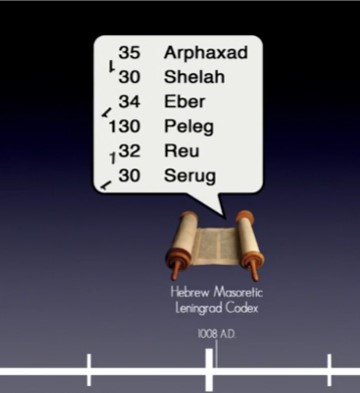 35 Arphaxad
30 Shelah
34 Eber
130 Peleg
32 Reu
30 Serug
Hebrew Masoretic
Leningrad Codex
1008 A.D.